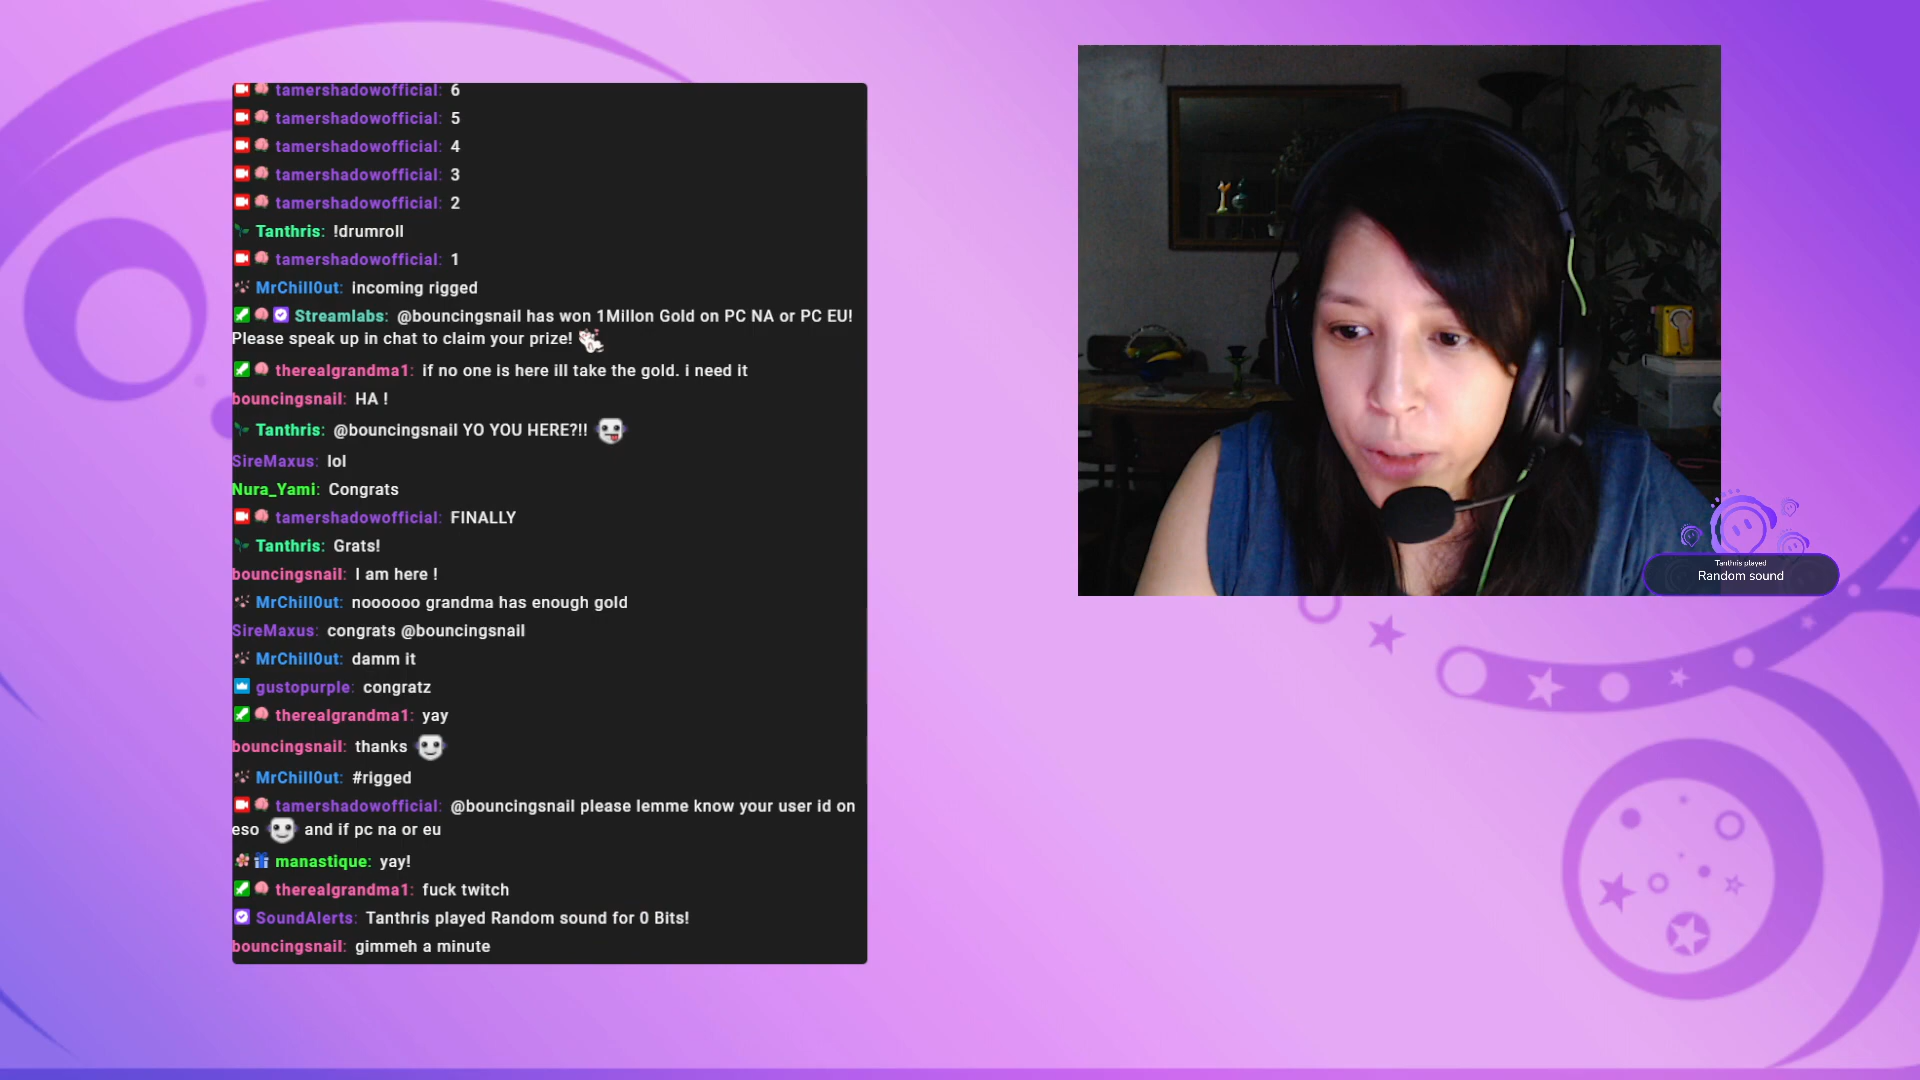 tamershadowofficial: 6
tamershadowofficial: 5
tamershadowofficial: 4
tamershadowofficial: 3
tamershadowofficial: 2
Tanthris: !drumroll
tamershadowofficial: 1
MrChill0ut: incoming rigged
Streamlabs: @bouncingsnail has won 1Millon Gold on PC NA or PC EU!
Please speak up in chat to claim your prize!
therealgrandma1: if no one is here ill take the gold. i need it
bouncingsnail: HA !
Tanthris: @bouncingsnail YO YOU HERE?!!
SireMaxus: lol
Nura_Yami: Congrats
tamershadowofficial: FINALLY
Tanthris: Grats!
bouncingsnail: I am here !
MrChill0ut: noooooo grandma has enough gold
SireMaxus: congrats @bouncingsnail
MrChill0ut: damm it
gustopurple: congratz
therealgrandma1: yay
bouncingsnail: thanks
MrChill0ut: #rigged
tamershadowofficial: @bouncingsnail please lemme know your user id on
eso and if pc na or eu
manastique: yay!
therealgrandma1: fuck twitch
SoundAlerts: Tanthris played Random sound for 0 Bits!
bouncingsnail: gimmeh a minute
Tanthris played
Random sound